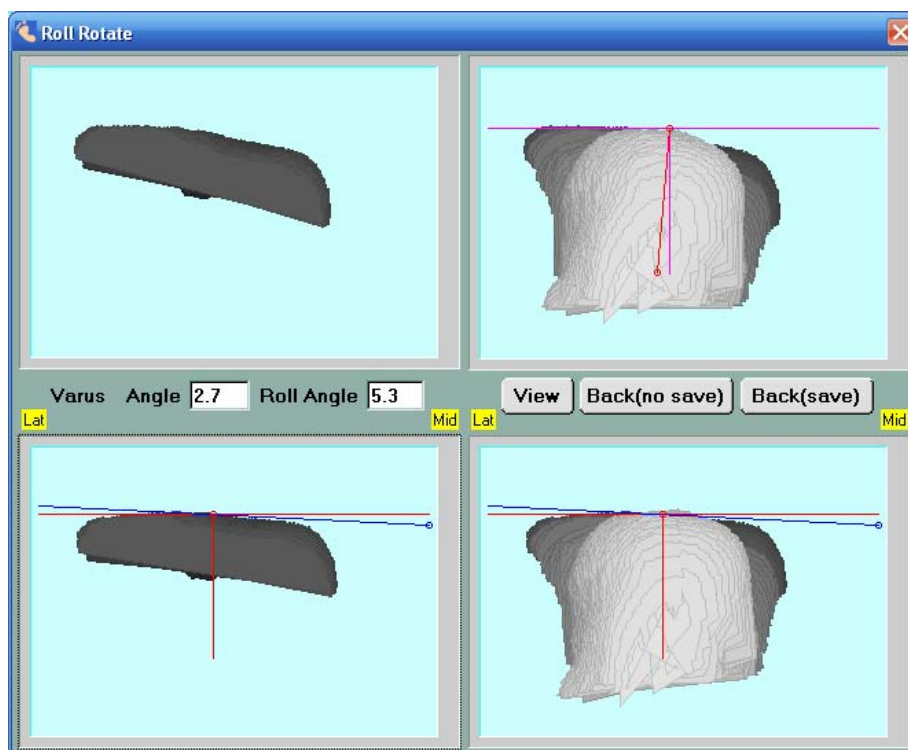 Roll Rotate
Varus Angle 2.7 Roll Angle 5.3 View Back(no save) Back(save)
Lat Mid Lat Mid